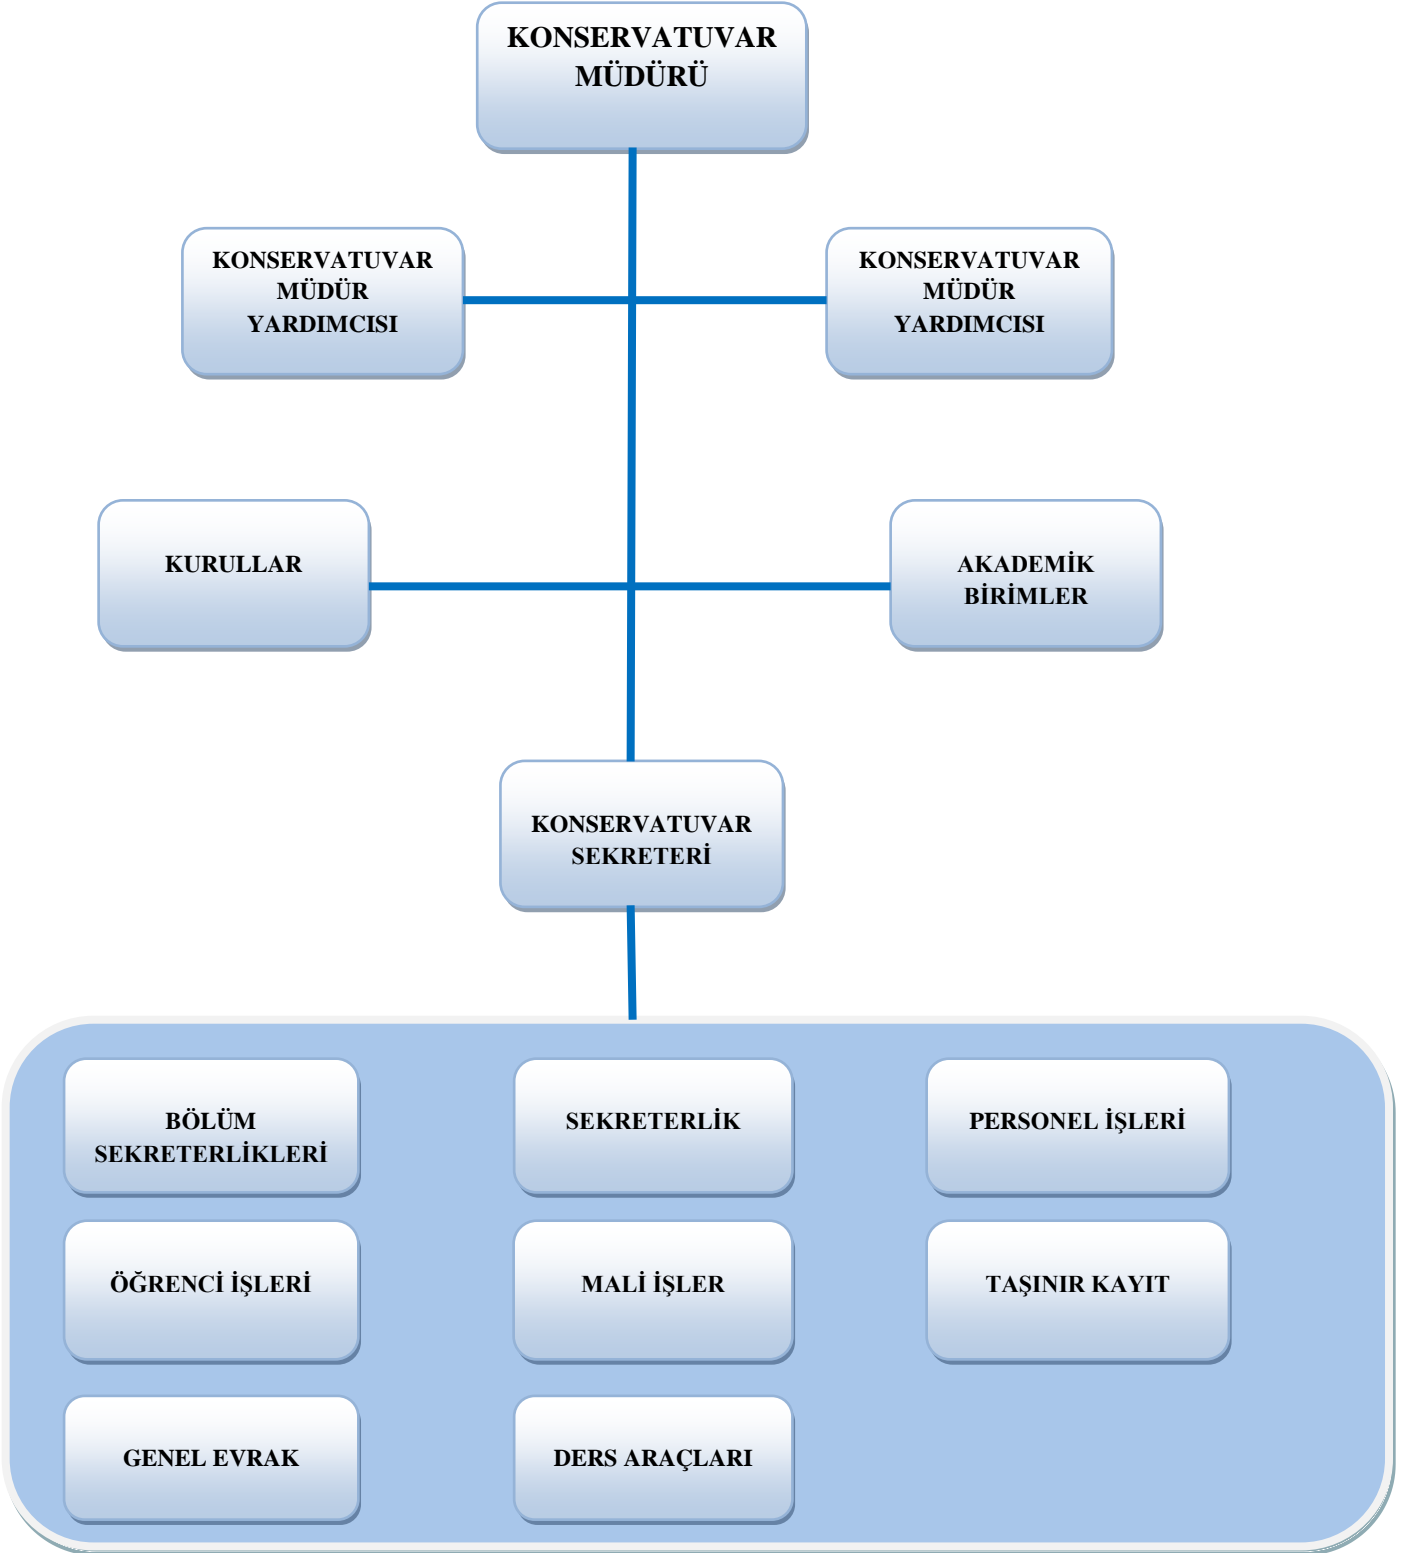 KONSERVATUVAR
MÜDÜRÜ
KONSERVATUVAR
MÜDÜR
YARDIMCISI
KONSERVATUVAR
MÜDÜR
YARDIMCISI
KURULLAR
AKADEMİK
BİRİMLER
KONSERVATUVAR
SEKRETERİ
BÖLÜM
SEKRETERLİKLERİ
SEKRETERLİK
PERSONEL İŞLERİ
ÖĞRENCİ İŞLERİ
MALİ İŞLER
TAŞINIR KAYIT
GENEL EVRAK
DERS ARAÇLARI